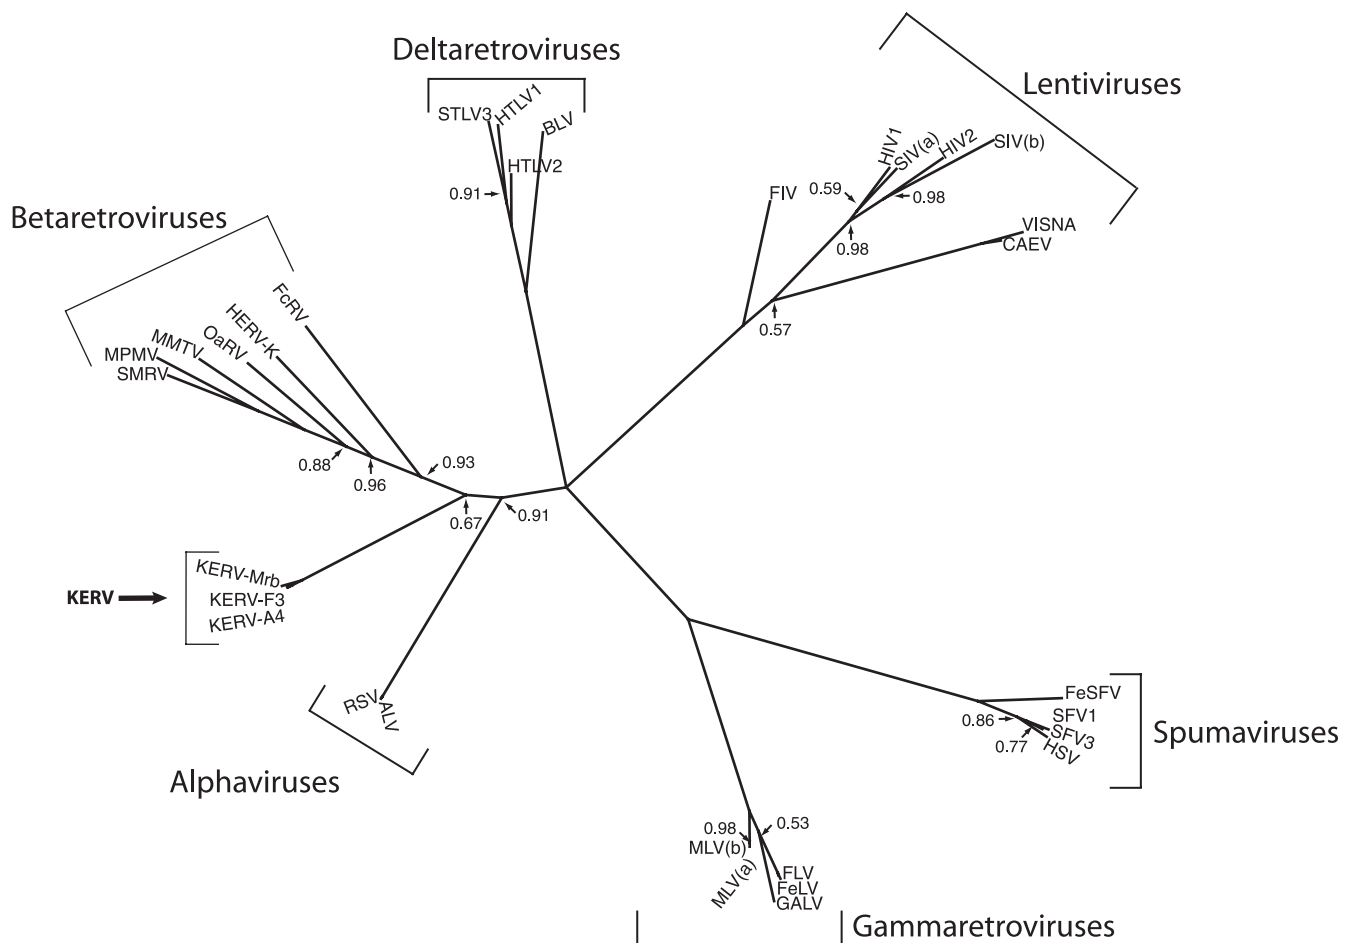 Deltaretroviruses
STLV3
HTLV1
BLV
HTLV2
0.91
Lentiviruses
HIV1
SIV(a)
HIV2
SIV(b)
FIV
0.59
0.98
0.98
VISNA
CAEV
0.57
Betaretroviruses
FcRV
HERV-K
OaRV
MMTV
MPMV
SMRV
0.88
0.96
0.93
0.67
0.91
KERV
KERV-Mrb
KERV-F3
KERV-A4
RSV
ALV
Alphaviruses
FeSFV
SFV1
SFV3
HSV
0.86
0.77
Spumaviruses
0.98
0.53
MLV(b)
MLV(a)
FLV
FeLV
GALV
Gammaretroviruses